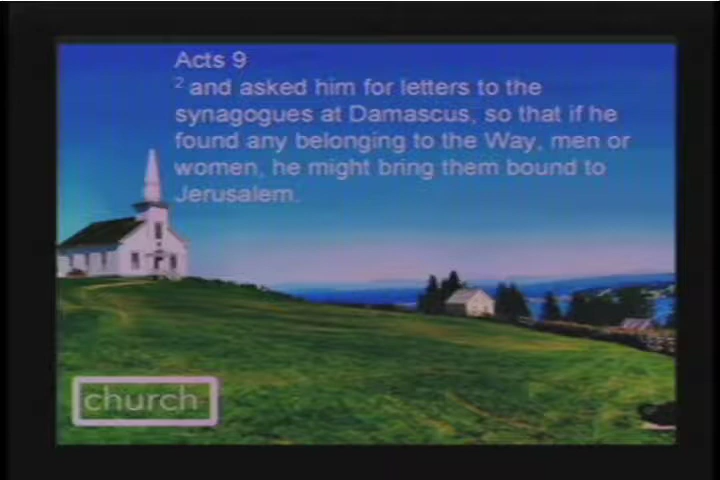 Acts 9
2 and asked him for letters to the
synagogues at Damascus, so that if he
found any belonging to the Way, men or
women, he might bring them bound to
Jerusalem.
church